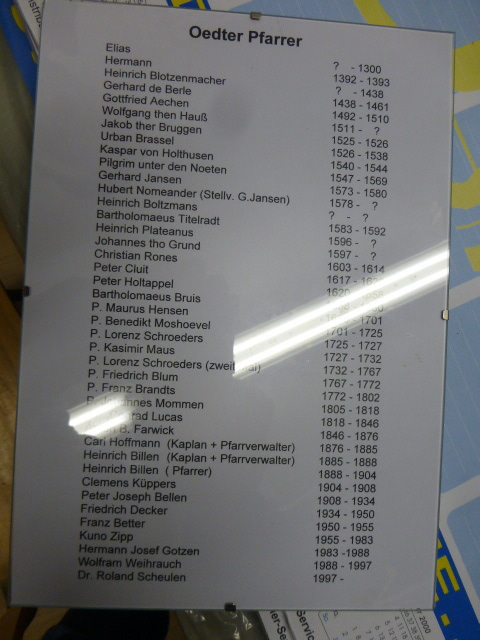 Oedter Pfarrer
Elias ? - 1300
Hermann 1392 - 1393
Heinrich Blotzenmacher ? - 1438
Gerhard de Berle 1438 - 1461
Gottfried Aechen 1492 - 1510
Wolfgang then Hauß 1511 - ?
Jakob ther Bruggen 1525 - 1526
Urban Brassel 1526 - 1538
Kaspar von Holthusen 1540 - 1544
Pilgrim unter den Noeten 1547 - 1569
Gerhard Jansen 1573 - 1580
Hubert Nomeander (Stellv. G.Jansen) 1578 - ?
Heinrich Boltzmans ? - ?
Bartholomaeus Titelradt 1583 - 1592
Heinrich Plateanus 1596 - ?
Johannes tho Grund 1597 - ?
Christian Rones 1603 - 1614
Peter Cluit 1617 -
Peter Holtappel
Bartholomaeus Bruis
P. Maurus Hensen - 1701
P. Benedikt Moshoevel 1701 - 1725
P. Lorenz Schroeders 1725 - 1727
P. Kasimir Maus 1727 - 1732
P. Lorenz Schroeders 1732 - 1767
P. Friedrich Blum 1767 - 1772
P. Franz Brandts 1772 - 1802
Mommen 1805 - 1818
Lucas 1818 - 1846
B. Farwick 1846 - 1876
Carl Hoffmann (Kaplan + Pfarrverwalter) 1876 - 1885
Heinrich Billen (Kaplan + Pfarrverwalter) 1885 - 1888
Heinrich Billen ( Pfarrer) 1888 - 1904
Clemens Küppers 1904 - 1908
Peter Joseph Bellen 1908 - 1934
Friedrich Decker 1934 - 1950
Franz Better 1950 - 1955
Kuno Zipp 1955 - 1983
Hermann Josef Gotzen 1983 -1988
Wolfram Weihrauch 1988 - 1997
Dr. Roland Scheulen 1997 -